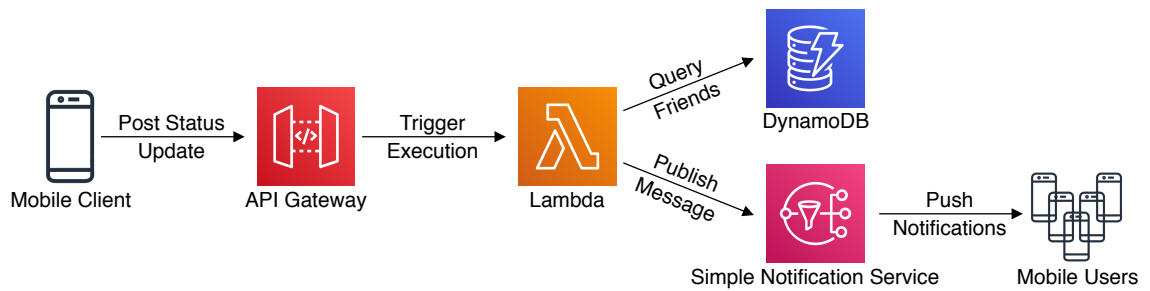 Post Status
Update
Mobile Client
</>
API Gateway
Trigger
Execution
Lambda
Query
Friends
DynamoDB
Publish
Message
Simple Notification Service
Push
Notifications
Mobile Users